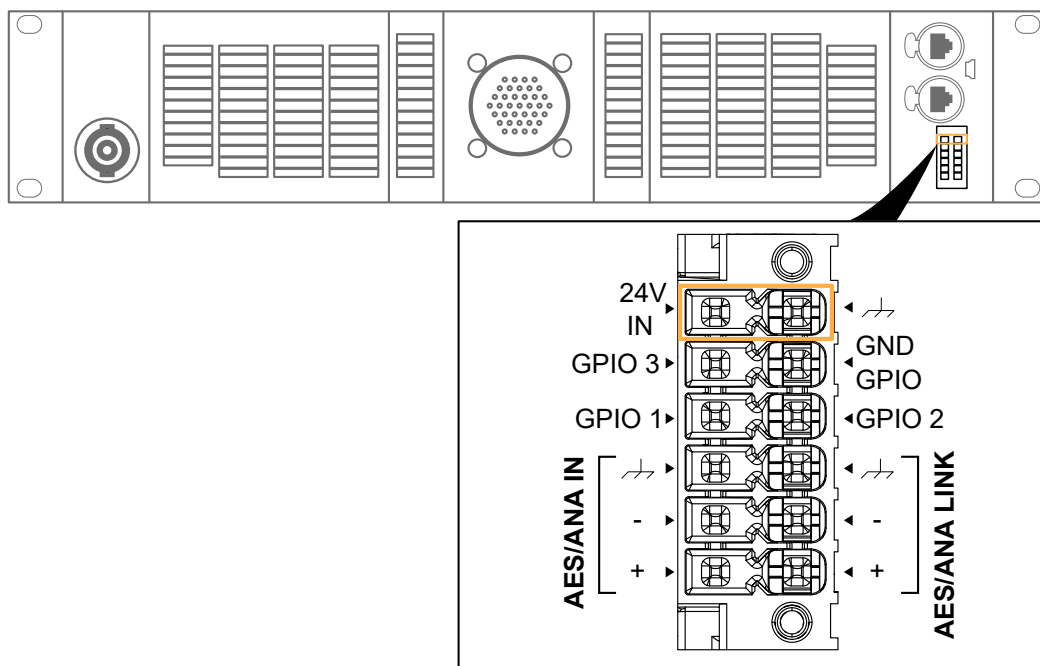 24V
IN
GPIO 3
GND
GPIO
GPIO 1
GPIO 2
AES/ANA IN
AES/ANA LINK
- -
+ +